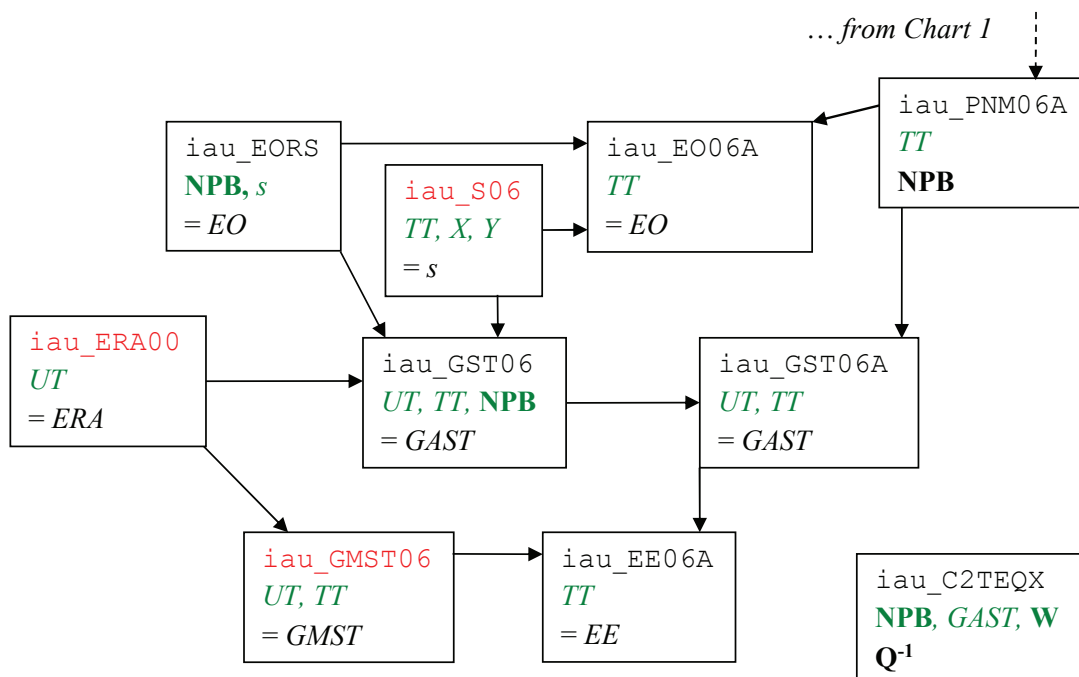 … from Chart 1
iau_PNM06A
TT
NPB
iau_EORS
NPB, s
= EO
iau_EO06A
TT
= EO
iau_S06
TT, X, Y
= s
iau_ERA00
UT
= ERA
iau_GST06
UT, TT, NPB
= GAST
iau_GST06A
UT, TT
= GAST
iau_GMST06
UT, TT
= GMST
iau_EE06A
TT
= EE
iau_C2TEQX
NPB, GAST, W
Q⁻¹